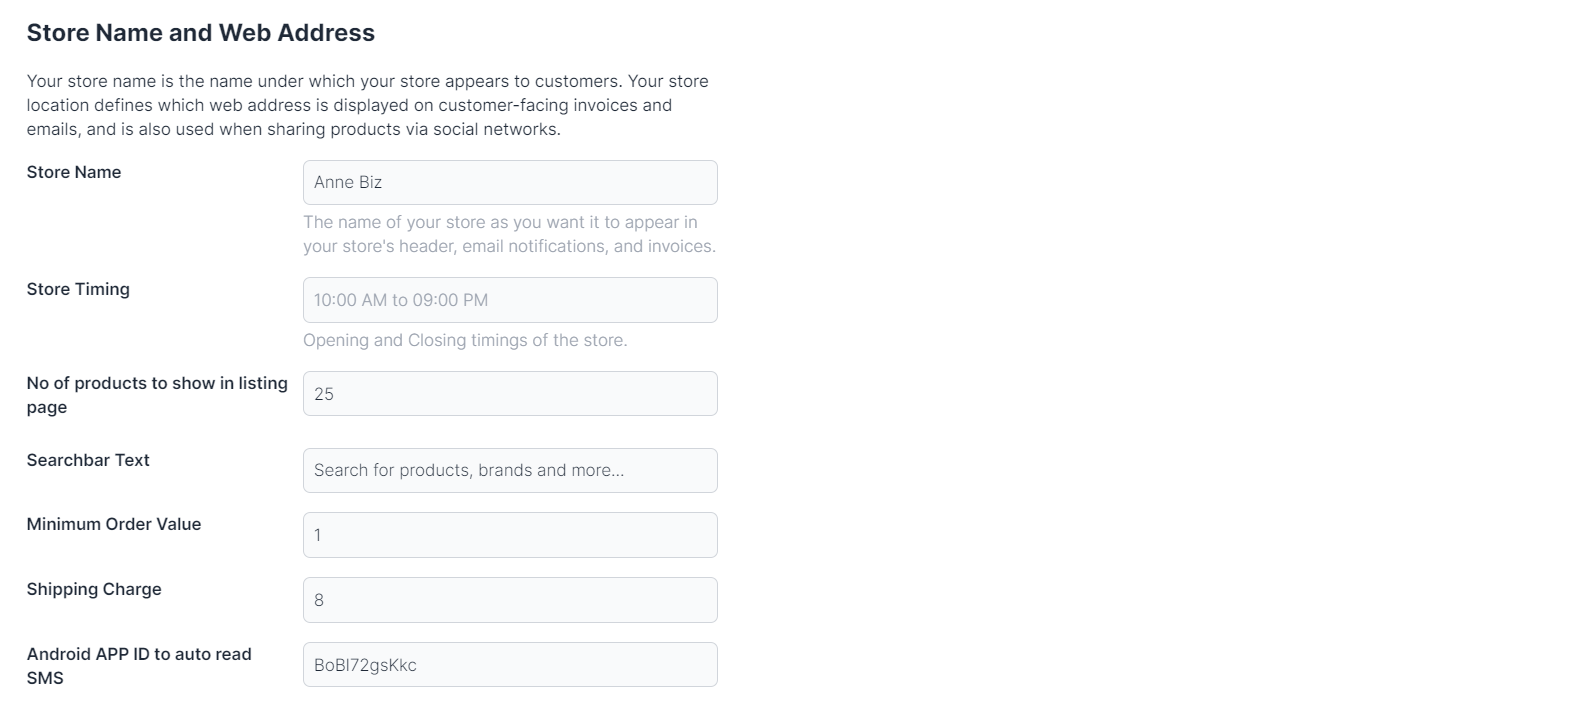 Store Name and Web Address
Your store name is the name under which your store appears to customers. Your store
location defines which web address is displayed on customer-facing invoices and
emails, and is also used when sharing products via social networks.
Store Name
Anne Biz
The name of your store as you want it to appear in
your store's header, email notifications, and invoices.
Store Timing
10:00 AM to 09:00 PM
Opening and Closing timings of the store.
No of products to show in listing
page
25
Searchbar Text
Search for products, brands and more...
Minimum Order Value
1
Shipping Charge
8
Android APP ID to auto read
SMS
BoBI72gsKkc